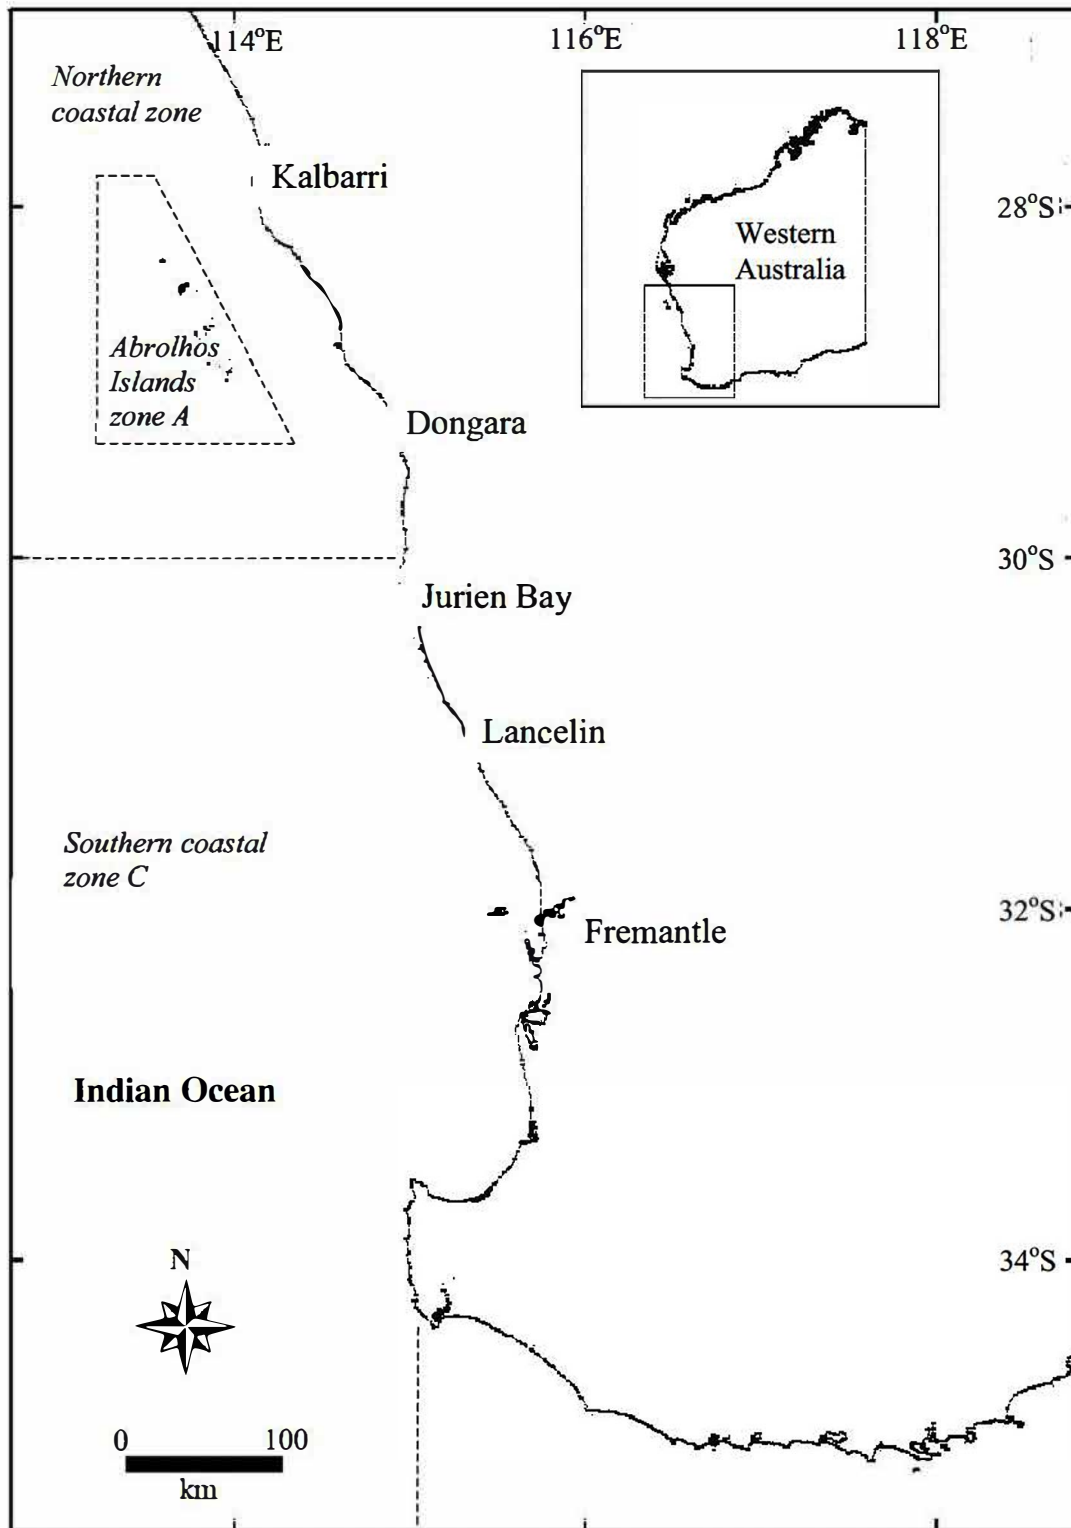 114°E
116°E
118°E
Northern
coastal zone
Kalbarri
28°S
Western
Australia
Abrolhos
Islands
zone A
Dongara
30°S
Jurien Bay
Lancelin
Southern coastal
zone C
32°S
Fremantle
Indian Ocean
N
34°S
0 100
km